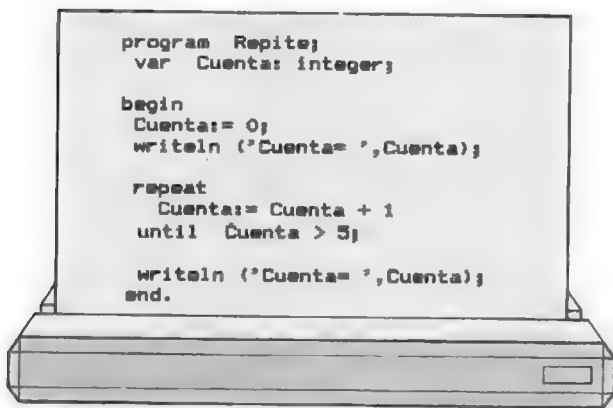 program Repite;
var Cuenta: integer;
begin
Cuenta:= 0;
writeln ('Cuenta= ',Cuenta);
repeat
Cuenta:= Cuenta + 1
until Cuenta > 5;
writeln ('Cuenta= ',Cuenta);
end.